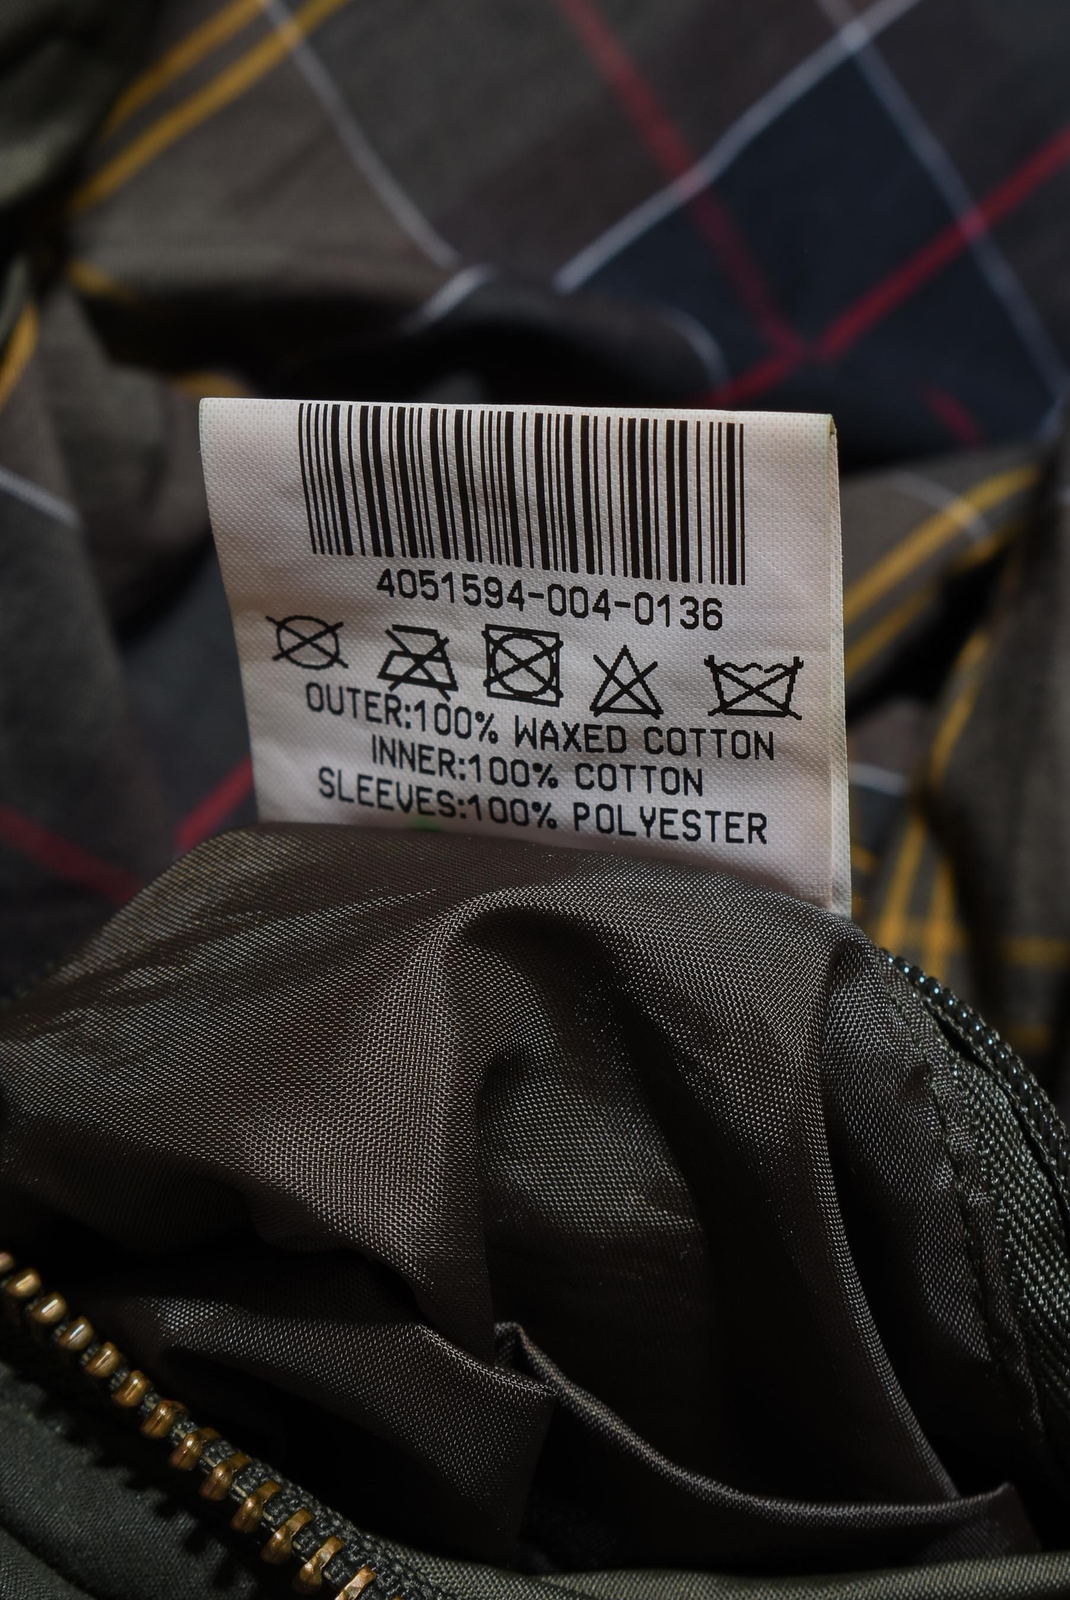 4051594-004-0136
OUTER:100% WAXED COTTON
INNER:100% COTTON
SLEEVES:100% POLYESTER